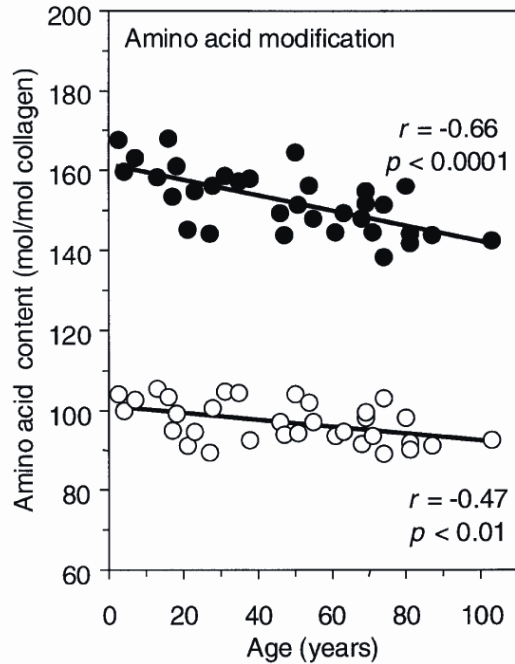 Amino acid modification
Amino acid content (mol/mol collagen)
200
180
160
140
120
100
80
60
r = -0.66
p < 0.0001
r = -0.47
p < 0.01
0 20 40 60 80 100
Age (years)